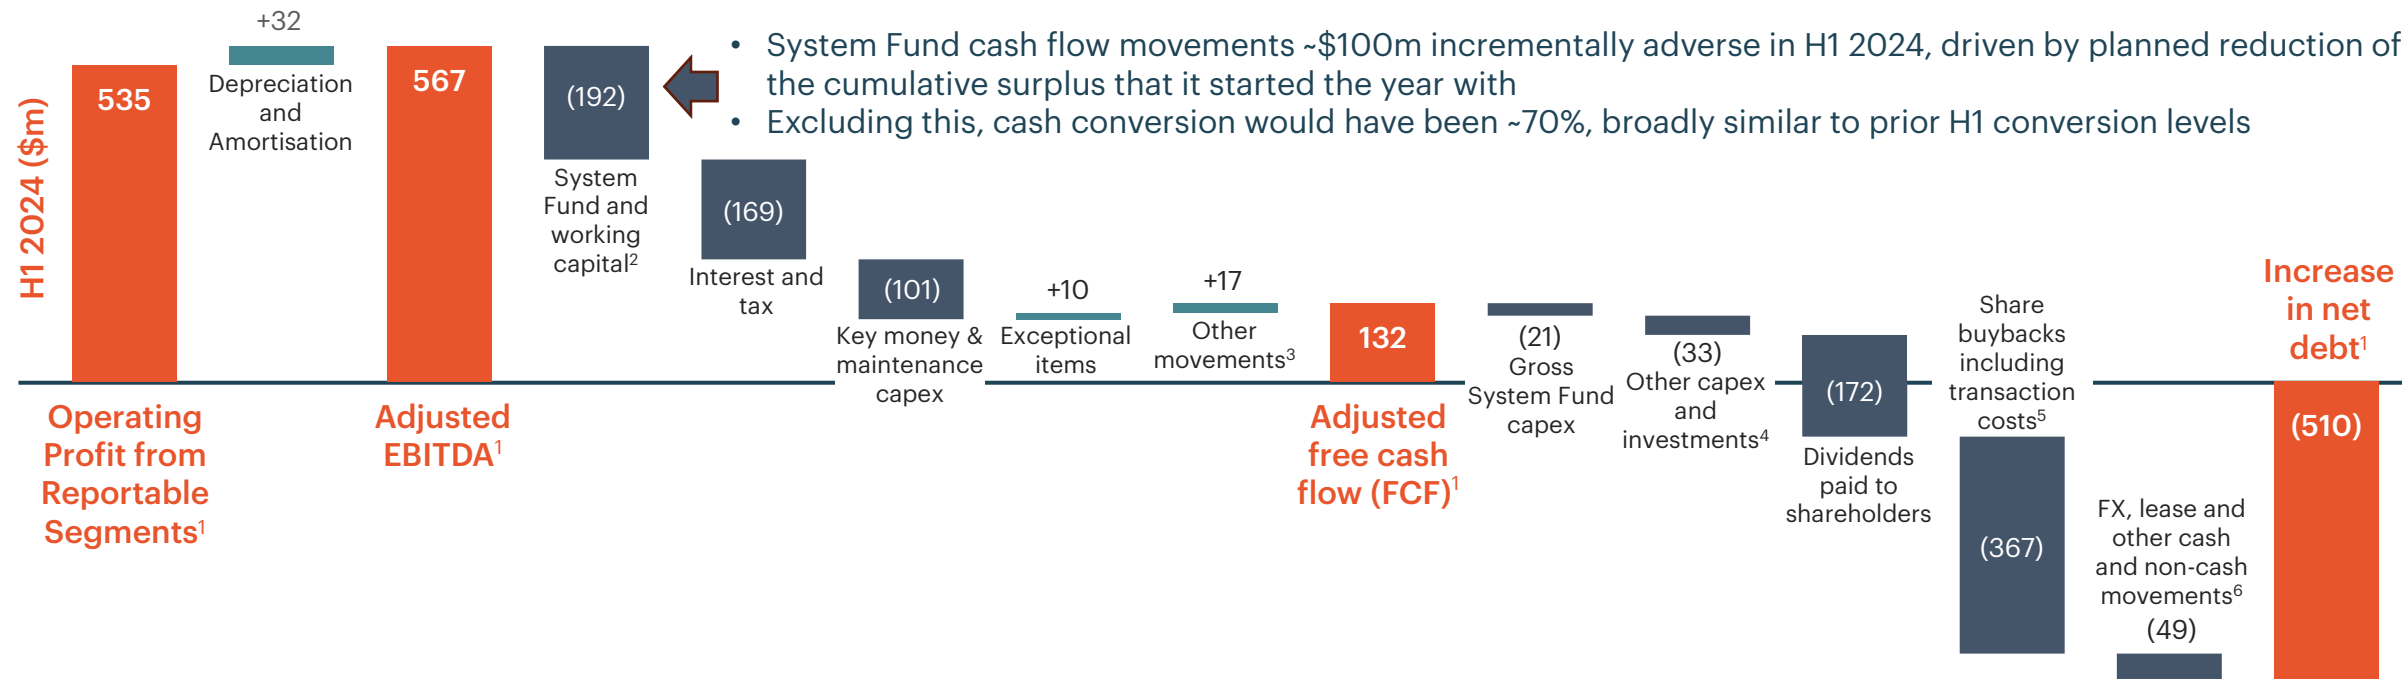 H1 2024 ($m)
+32
Depreciation
and
Amortisation
535
567
(192)
• System Fund cash flow movements ~$100m incrementally adverse in H1 2024, driven by planned reduction of
the cumulative surplus that it started the year with
• Excluding this, cash conversion would have been ~70%, broadly similar to prior H1 conversion levels
System
Fund and
working
capital²
(169)
Interest and
tax
(101)
Key money &
maintenance
capex
+10
Exceptional
items
+17
Other
movements³
132
(21)
Gross
System Fund
capex
(33)
Other capex
and
investments⁴
(172)
Dividends
paid to
shareholders
Share
buybacks
including
transaction
costs⁵
(367)
FX, lease and
other cash
and non-cash
movements⁶
(49)
Increase
in net
debt¹
(510)
Operating
Profit from
Reportable
Segments¹
Adjusted
EBITDA¹
Adjusted
free cash
flow (FCF)¹